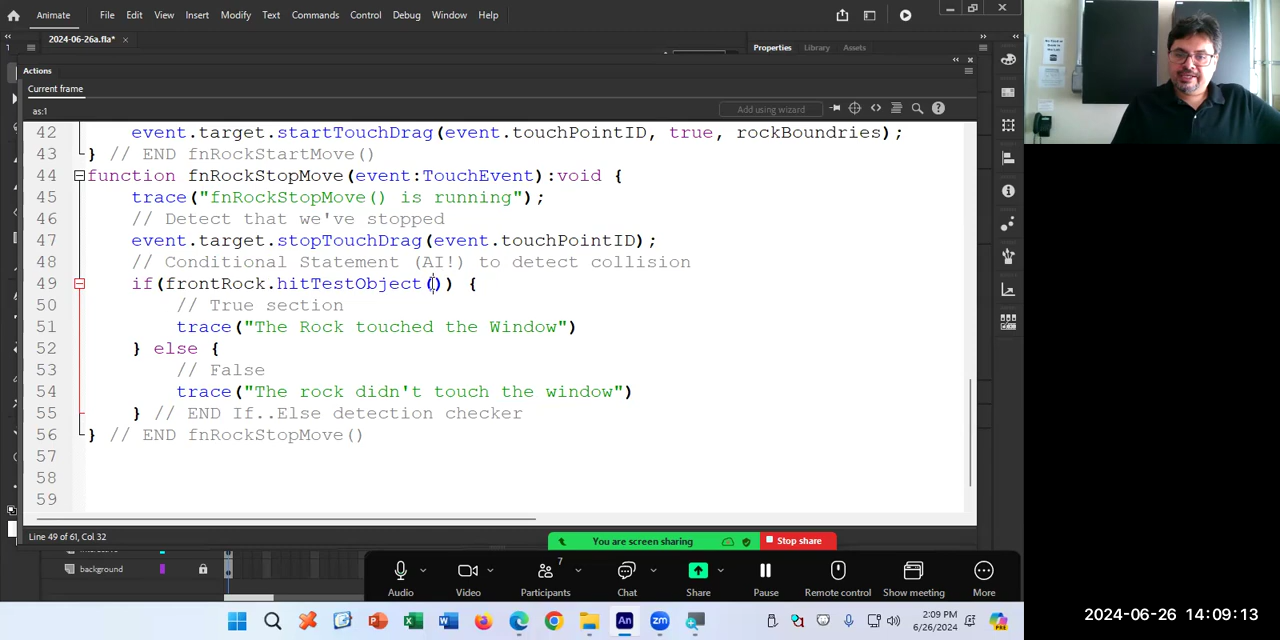 Animate File Edit View Insert Modify Text Commands Control Debug Window Help
2024-06-26a.fla* ×
Properties Library Assets
Actions
Current frame
as:1
Add using wizard
42 event.target.startTouchDrag(event.touchPointID, true, rockBoundries);
43 } // END fnRockStartMove()
44 function fnRockStopMove(event:TouchEvent):void {
45 trace("fnRockStopMove() is running");
46 // Detect that we've stopped
47 event.target.stopTouchDrag(event.touchPointID);
48 // Conditional Statement (AI!) to detect collision
49 if(frontRock.hitTestObject()) {
50 // True section
51 trace("The Rock touched the Window")
52 } else {
53 // False
54 trace("The rock didn't touch the window")
55 } // END If..Else detection checker
56 } // END fnRockStopMove()
57
58
59
Line 49 of 61, Col 32
You are screen sharing Stop share
background
7
Audio Video Participants Chat Share Pause Remote control Show meeting More
2:09 PM
6/26/2024
2024-06-26 14:09:13